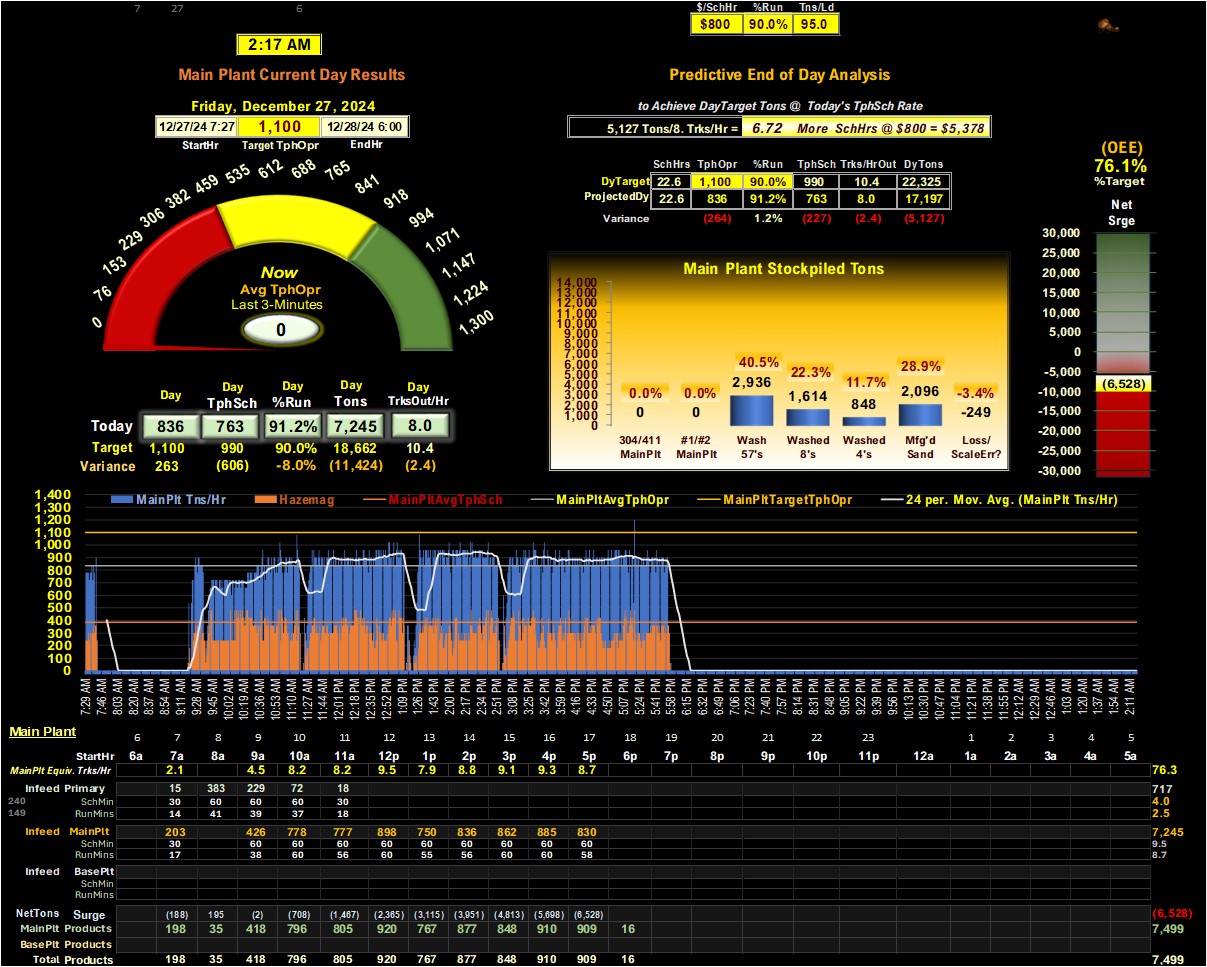 7 27 6
$/SchHr %Run Tns/Ld
$800 90.0% 95.0
2:17 AM
Main Plant Current Day Results
Predictive End of Day Analysis
Friday, December 27, 2024
to Achieve DayTarget Tons @ Today's TphSch Rate
12/27/24 7:27 1,100 12/28/24 6:00
StartHr Target TphOpr EndHr
5,127 Tons/8. Trks/Hr = 6.72 More SchHrs @ $800 = $5,378
(OEE)
76.1%
%Target
SchHrs TphOpr %Run TphSch Trks/HrOut DyTons
DyTarget 22.6 1,100 90.0% 990 10.4 22,325
ProjectedDy 22.6 836 91.2% 763 8.0 17,197
Variance (264) 1.2% (227) (2.4) (5,127)
0 76 153 229 306 382 459 535 612 688 765 841 918 994 1,071 1,147 1,224 1,300
Now
Avg TphOpr
Last 3-Minutes
0
Net
Srge
30,000
25,000
20,000
15,000
10,000
5,000
0
-5,000
(6,528)
-10,000
-15,000
-20,000
-25,000
-30,000
Main Plant Stockpiled Tons
14,000
13,000
12,000
11,000
10,000
9,000
8,000
7,000
6,000
5,000
4,000
3,000
2,000
1,000
0
0.0% 0.0% 40.5% 22.3% 11.7% 28.9% -3.4%
0 0 2,936 1,614 848 2,096 -249
304/411 #1/#2 Wash Washed Washed Mfg'd Loss/
MainPlt MainPlt 57's 8's 4's Sand ScaleErr?
Day Day Day Day Day
TphSch %Run Tons TrksOut/Hr
Today 836 763 91.2% 7,245 8.0
Target 1,100 990 90.0% 18,662 10.4
Variance 263 (606) -8.0% (11,424) (2.4)
MainPlt Tns/Hr Hazemag MainPltAvgTphSch MainPltAvgTphOpr MainPltTargetTphOpr 24 per. Mov. Avg. (MainPlt Tns/Hr)
1,400
1,300
1,200
1,100
1,000
900
800
700
600
500
400
300
200
100
0
7:29 AM 7:46 AM 8:03 AM 8:20 AM 8:37 AM 8:54 AM 9:11 AM 9:28 AM 9:45 AM 10:02 AM 10:19 AM 10:36 AM 10:53 AM 11:10 AM 11:27 AM 11:44 AM 12:01 PM 12:18 PM 12:35 PM 12:52 PM 1:09 PM 1:26 PM 1:43 PM 2:00 PM 2:17 PM 2:34 PM 2:51 PM 3:08 PM 3:25 PM 3:42 PM 3:59 PM 4:16 PM 4:33 PM 4:50 PM 5:07 PM 5:24 PM 5:41 PM 5:58 PM 6:15 PM 6:32 PM 6:49 PM 7:06 PM 7:23 PM 7:40 PM 7:57 PM 8:14 PM 8:31 PM 8:48 PM 9:05 PM 9:22 PM 9:39 PM 9:56 PM 10:13 PM 10:30 PM 10:47 PM 11:04 PM 11:21 PM 11:38 PM 11:55 PM 12:12 AM 12:29 AM 12:46 AM 1:03 AM 1:20 AM 1:37 AM 1:54 AM 2:11 AM
Main Plant
6 7 8 9 10 11 12 13 14 15 16 17 18 19 20 21 22 23 1 2 3 4 5
StartHr 6a 7a 8a 9a 10a 11a 12p 1p 2p 3p 4p 5p 6p 7p 8p 9p 10p 11p 12a 1a 2a 3a 4a 5a
MainPlt Equiv. Trks/Hr 2.1 4.5 8.2 8.2 9.5 7.9 8.8 9.1 9.3 8.7 76.3
Infeed Primary 15 383 229 72 18 717
240 SchMin 30 60 60 60 30 4.0
149 RunMins 14 41 39 37 18 2.5
Infeed MainPlt 203 426 778 777 898 750 836 862 885 830 7,245
SchMin 30 60 60 60 60 60 60 60 60 60 9.5
RunMins 17 38 60 56 60 55 56 60 60 58 8.7
Infeed BasePlt
SchMin
RunMins
NetTons Surge (188) 195 (2) (708) (1,467) (2,365) (3,115) (3,951) (4,813) (5,698) (6,528) (6,528)
MainPlt Products 198 35 418 796 805 920 767 877 848 910 909 16 7,499
BasePlt Products
Total Products 198 35 418 796 805 920 767 877 848 910 909 16 7,499